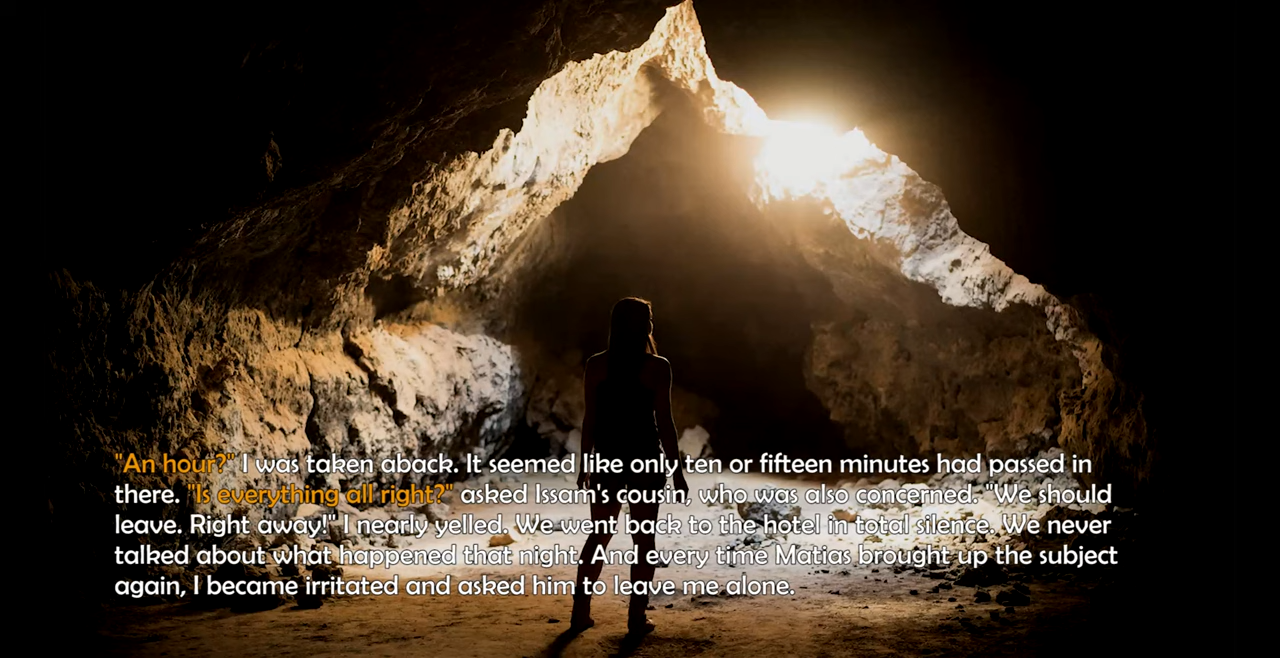 "An hour?" I was taken aback. It seemed like only ten or fifteen minutes had passed in
there. "Is everything all right?" asked Issam's cousin, who was also concerned. "We should
leave. Right away!" I nearly yelled. We went back to the hotel in total silence. We never
talked about what happened that night. And every time Matias brought up the subject
again, I became irritated and asked him to leave me alone.